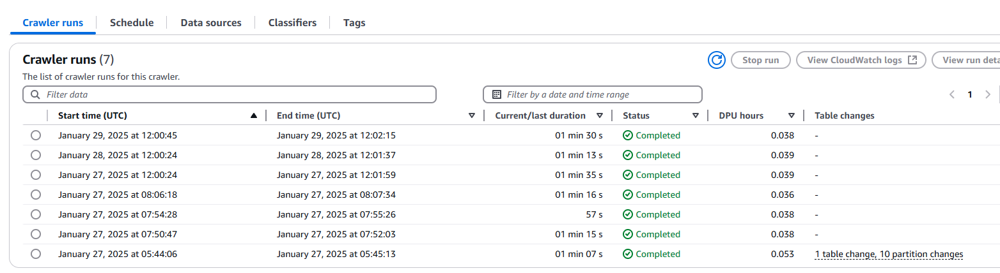 Crawler runs Schedule Data sources Classifiers Tags
Crawler runs (7) Stop run View CloudWatch logs View run deta
The list of crawler runs for this crawler.
Filter data Filter by a date and time range 1
Start time (UTC) End time (UTC) Current/last duration Status DPU hours Table changes
January 29, 2025 at 12:00:45 January 29, 2025 at 12:02:15 01 min 30 s Completed 0.038 -
January 28, 2025 at 12:00:24 January 28, 2025 at 12:01:37 01 min 13 s Completed 0.039 -
January 27, 2025 at 12:00:24 January 27, 2025 at 12:01:59 01 min 35 s Completed 0.039 -
January 27, 2025 at 08:06:18 January 27, 2025 at 08:07:34 01 min 16 s Completed 0.036 -
January 27, 2025 at 07:54:28 January 27, 2025 at 07:55:26 57 s Completed 0.038 -
January 27, 2025 at 07:50:47 January 27, 2025 at 07:52:03 01 min 15 s Completed 0.038 -
January 27, 2025 at 05:44:06 January 27, 2025 at 05:45:13 01 min 07 s Completed 0.053 1 table change, 10 partition changes